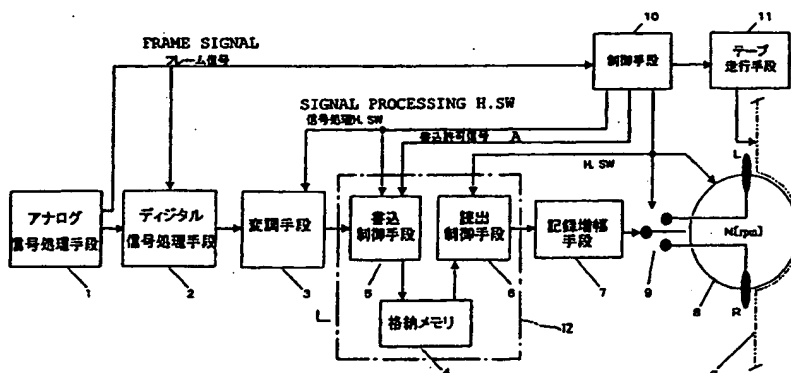 10
11
FRAME SIGNAL
フレーム信号
制御手段
テープ
走行手段
SIGNAL PROCESSING H.SW
信号処理H.SW
書込許可信号 A
H.SW
L
アナログ
信号処理手段
ディジタル
信号処理手段
変調手段
書込
制御手段
読出
制御手段
記録増幅
手段
N[rpm]
1
2
3
5
6
7
9
8
R
格納メモリ
12